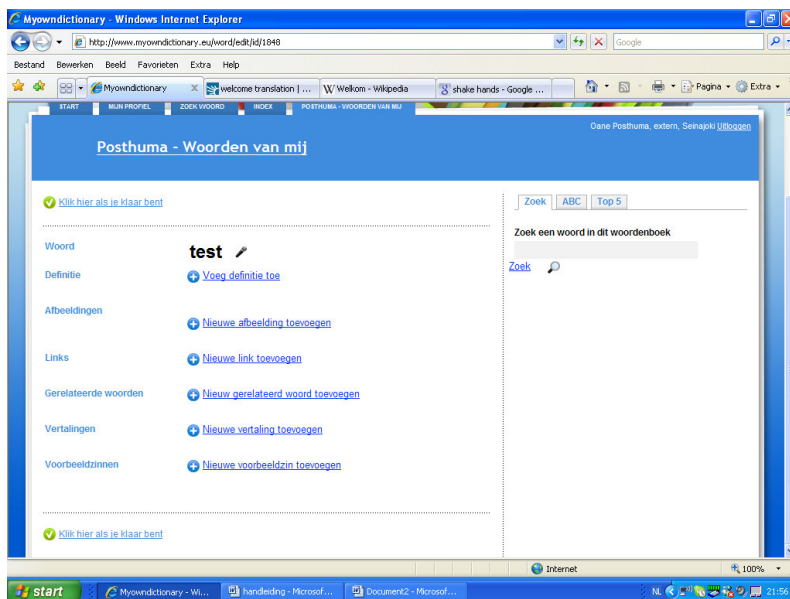 Myowndictionary - Windows Internet Explorer
http://www.myowndictionary.eu/word/edit/id/1848
Google
Bestand Bewerken Beeld Favorieten Extra Help
Myowndictionary welcome translation | ... W Welkom - Wikipedia shake hands - Google ... Pagina Extra
START MIJN PROFIEL ZOEK WOORD INDEX POSTHUMA - WOORDEN VAN MIJ
Oane Posthuma, extern, Seinajoki Uitloggen
Posthuma - Woorden van mij
Klik hier als je klaar bent
Zoek ABC Top 5
Zoek een woord in dit woordenboek
Zoek
Woord test
Definitie Voeg definitie toe
Afbeeldingen
Nieuwe afbeelding toevoegen
Links Nieuwe link toevoegen
Gerelateerde woorden Nieuw gerelateerd woord toevoegen
Vertalingen Nieuwe vertaling toevoegen
Voorbeeldzinnen Nieuwe voorbeeldzin toevoegen
Klik hier als je klaar bent
Internet 100%
start Myowndictionary - Wi... handleiding - Microsof... Document2 - Microsof... NL 21:56